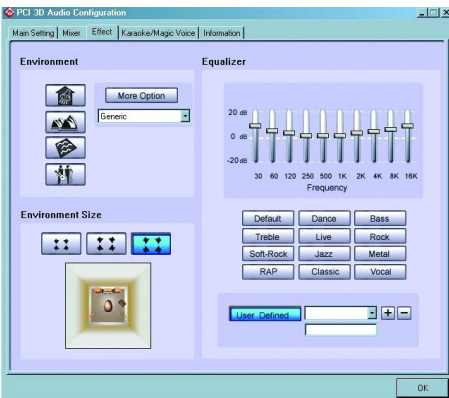 PCI 3D Audio Configuration
Main Setting Mixer Effect Karaoke/Magic Voice Information
Environment
More Option
Generic
Environment Size
Equalizer
20 dB
0 dB
-20 dB
30 60 120 250 500 1K 2K 4K 8K 16K
Frequency
Default Dance Bass
Treble Live Rock
Soft-Rock Jazz Metal
RAP Classic Vocal
User Defined
OK